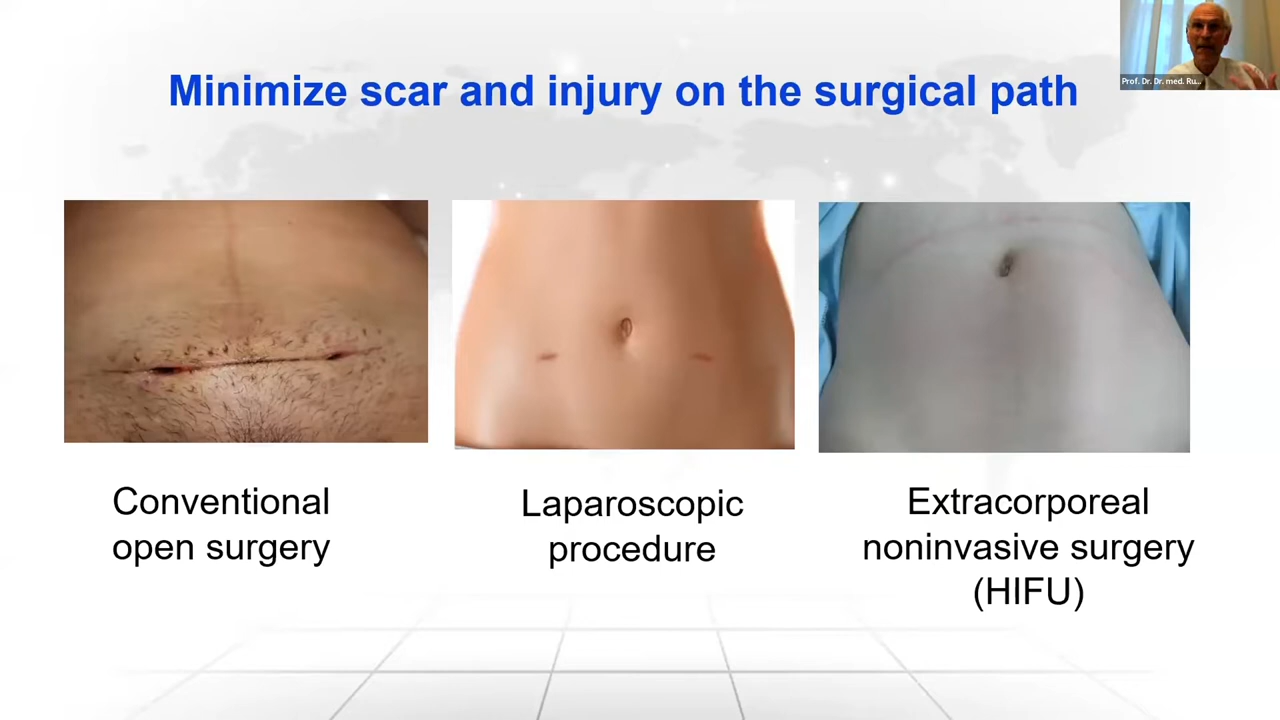 Prof. Dr. Dr. med. Ru...
Minimize scar and injury on the surgical path
Conventional
open surgery
Laparoscopic
procedure
Extracorporeal
noninvasive surgery
(HIFU)